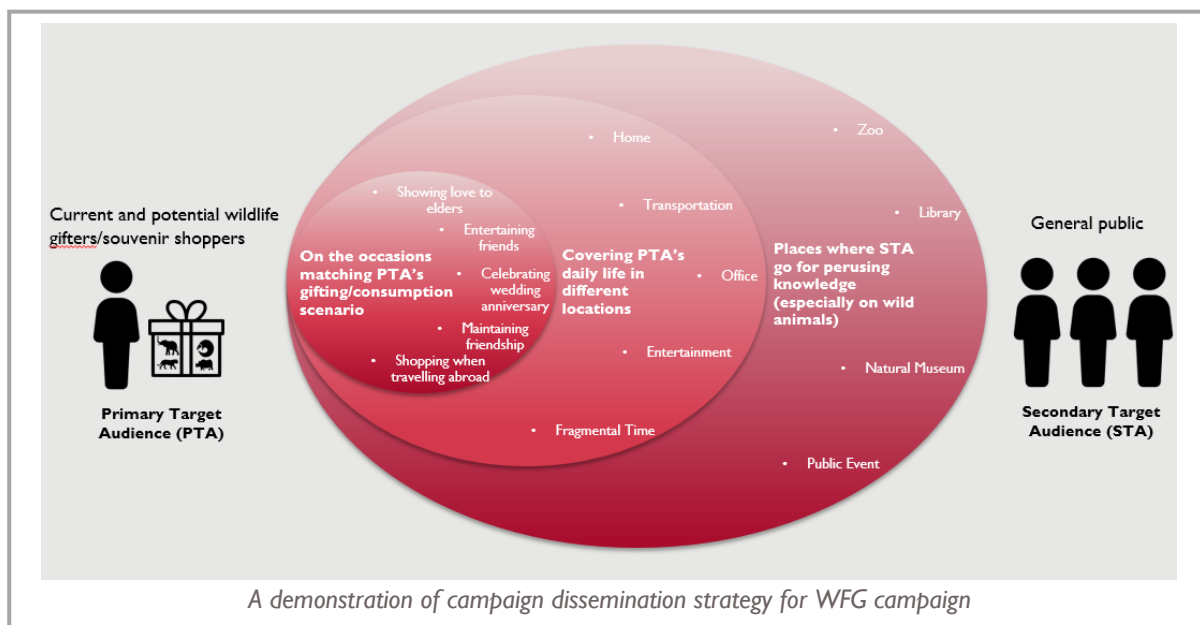 Current and potential wildlife
gifters/souvenir shoppers
Primary Target
Audience (PTA)
On the occasions
matching PTA's
gifting/consumption
scenario
• Showing love to
elders
• Entertaining
friends
• Celebrating
wedding
anniversary
• Maintaining
friendship
• Shopping when
travelling abroad
Covering PTA's
daily life in
different
locations
• Home
• Transportation
• Office
• Entertainment
• Fragmental Time
Places where STA
go for perusing
knowledge
(especially on wild
animals)
• Zoo
• Library
• Natural Museum
• Public Event
General public
Secondary Target
Audience (STA)
A demonstration of campaign dissemination strategy for WFG campaign